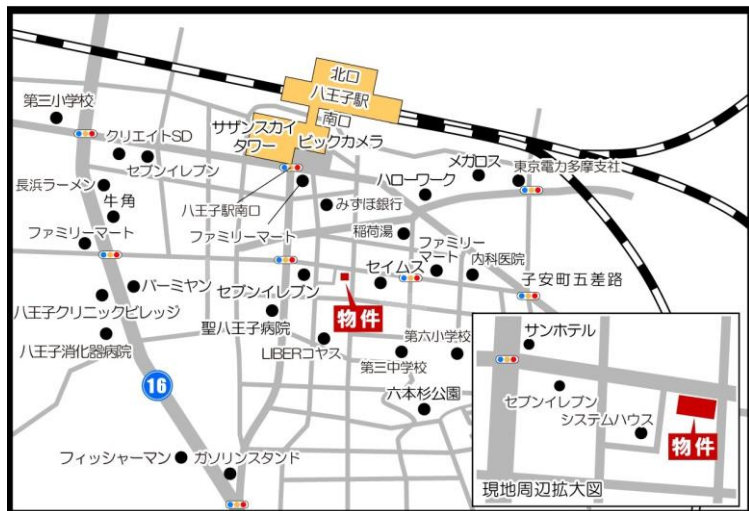 北口
八王子駅
南口
第三小学校
クリエイトSD
サザンスカイ
タワー
ビックカメラ
セブンイレブン
長浜ラーメン
牛角
八王子駅南口
ファミリーマート
みずほ銀行
ハローワーク
メガロス
東京電力多摩支社
稲荷湯
ファミリーマート
ファミリー
マート
内科医院
セイムス
子安町五差路
バーミヤン
セブンイレブン
物件
八王子クリニックビレッジ
聖八王子病院
八王子消化器病院
LIBERコヤス
第六小学校
第三中学校
六本杉公園
16
フィッシャーマン
ガソリンスタンド
サンホテル
セブンイレブン
システムハウス
物件
現地周辺拡大図